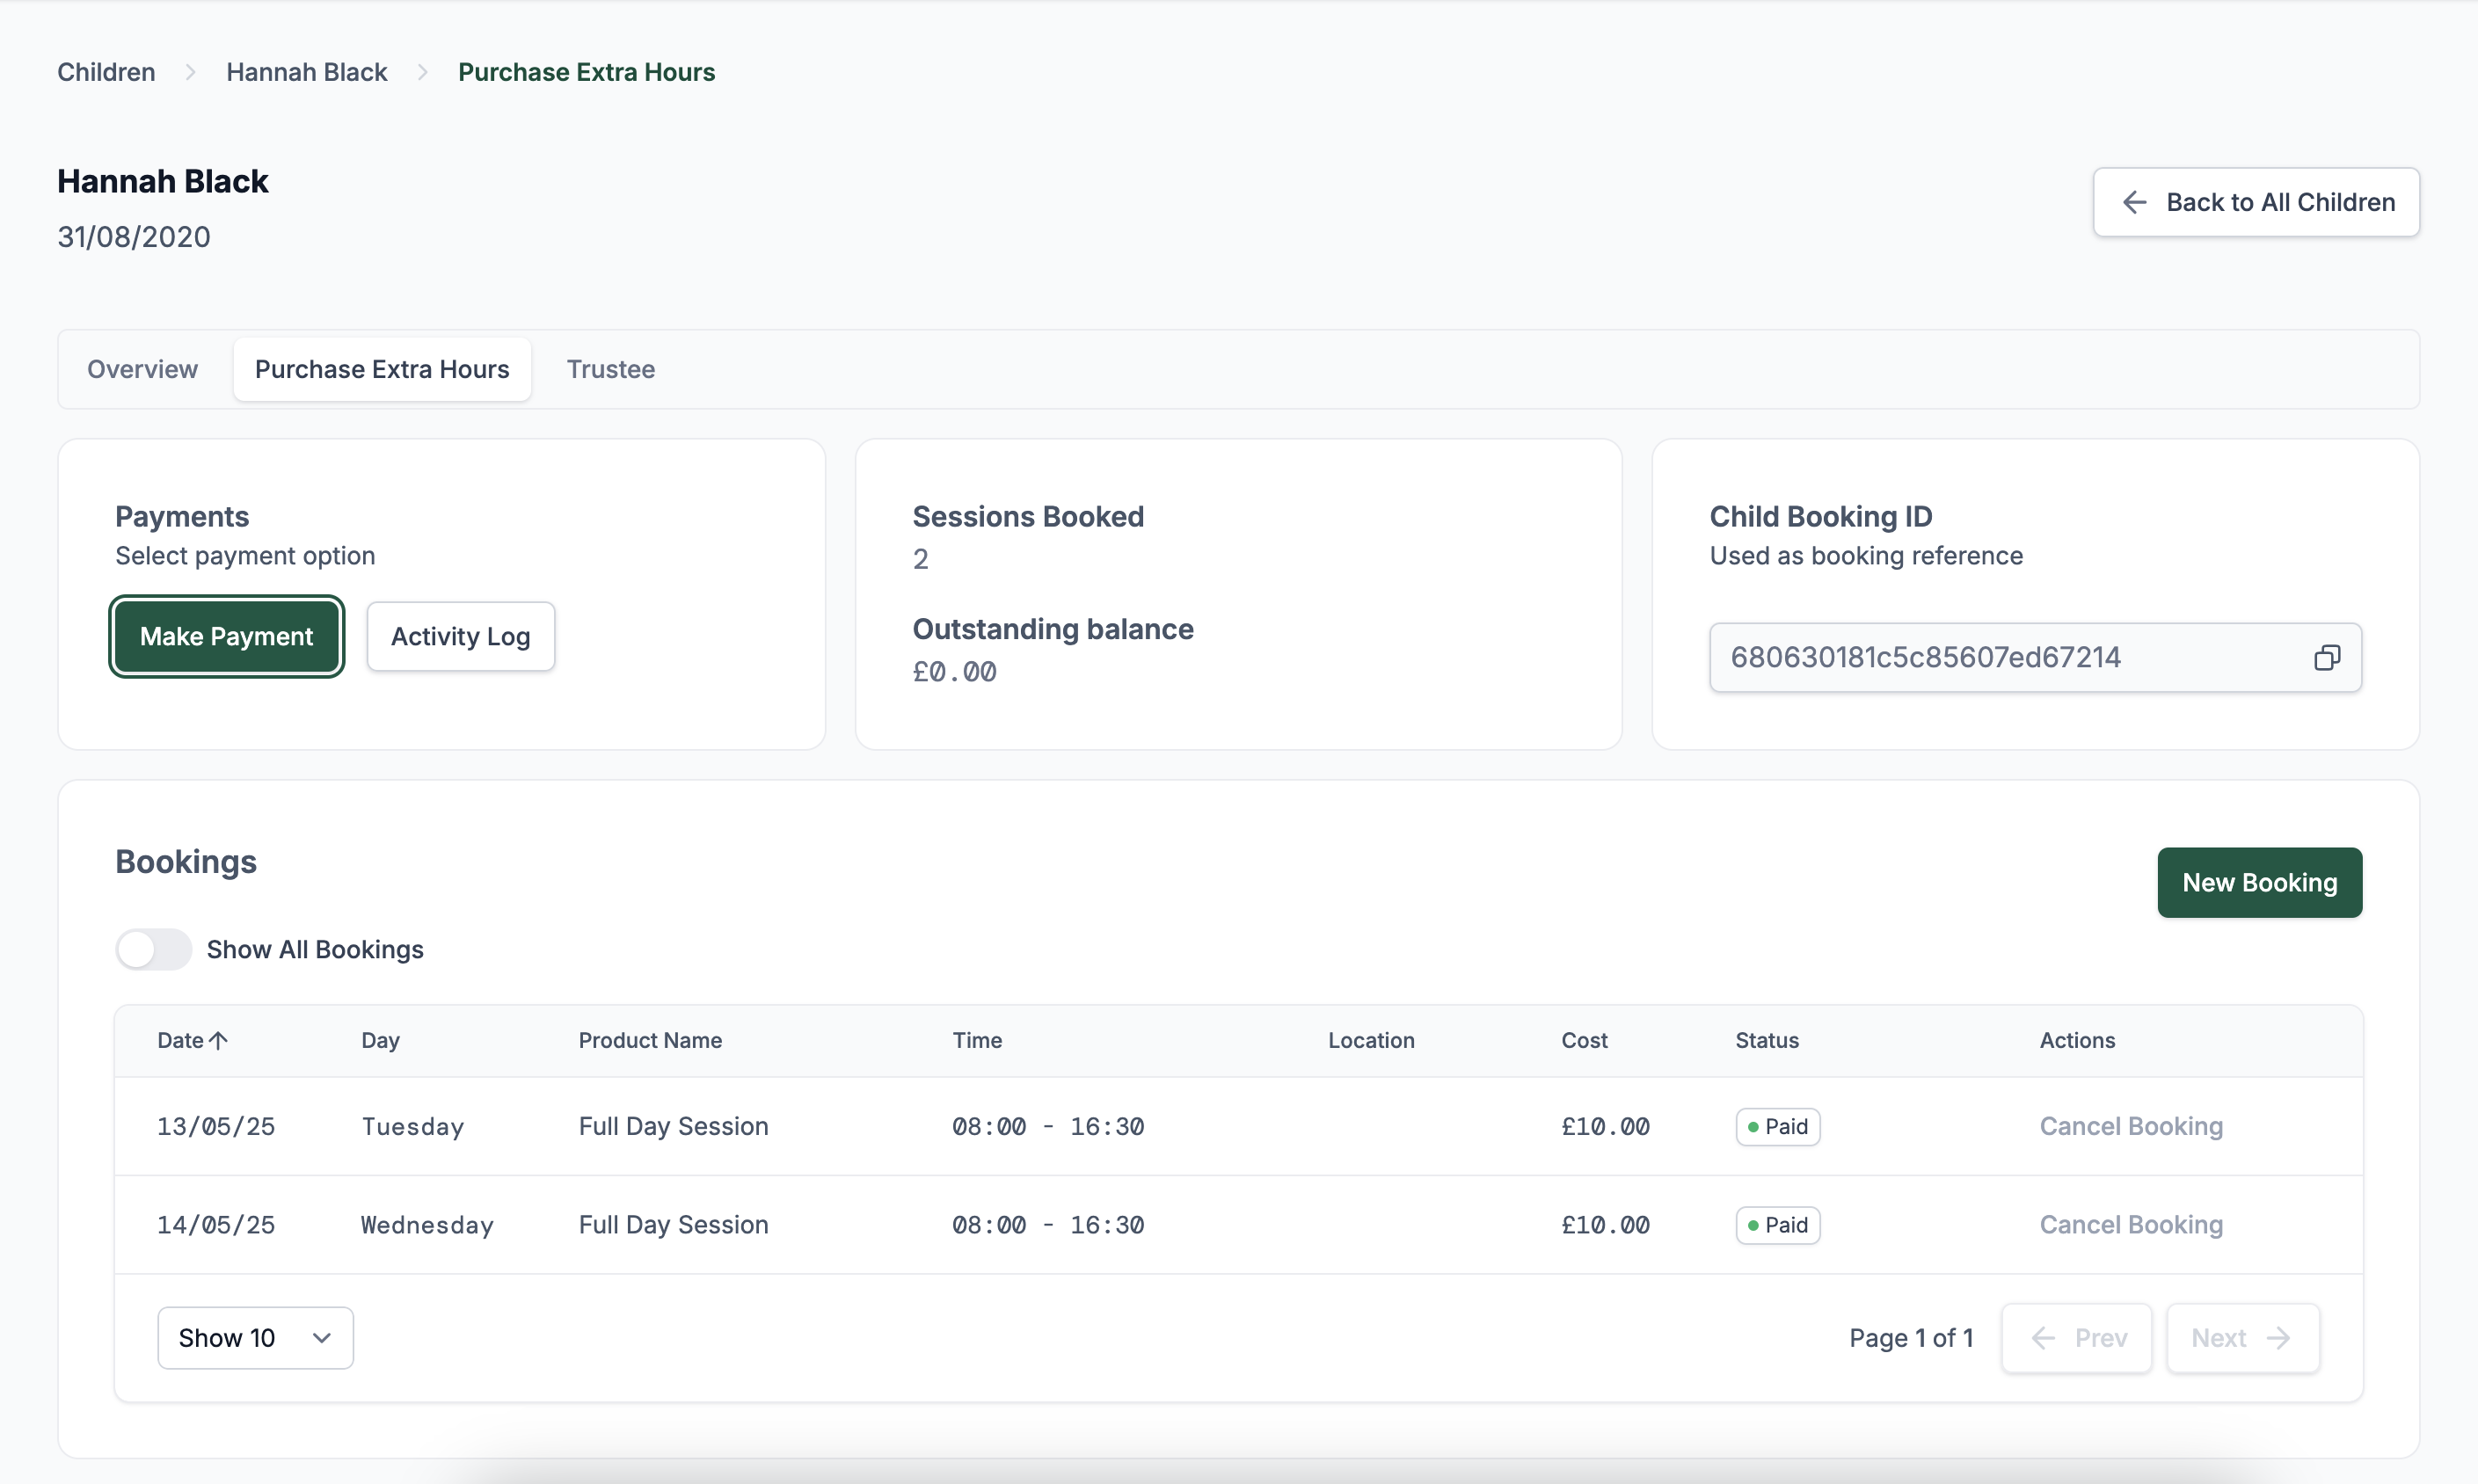 Children > Hannah Black > Purchase Extra Hours
Hannah Black
31/08/2020
Back to All Children
Overview Purchase Extra Hours Trustee
Payments
Select payment option
Make Payment Activity Log
Sessions Booked
2
Outstanding balance
£0.00
Child Booking ID
Used as booking reference
680630181c5c85607ed67214
Bookings
New Booking
Show All Bookings
Date Day Product Name Time Location Cost Status Actions
13/05/25 Tuesday Full Day Session 08:00 - 16:30 £10.00 Paid Cancel Booking
14/05/25 Wednesday Full Day Session 08:00 - 16:30 £10.00 Paid Cancel Booking
Show 10 Page 1 of 1 Prev Next